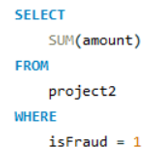 SELECT
SUM(amount)
FROM
project2
WHERE
isFraud = 1